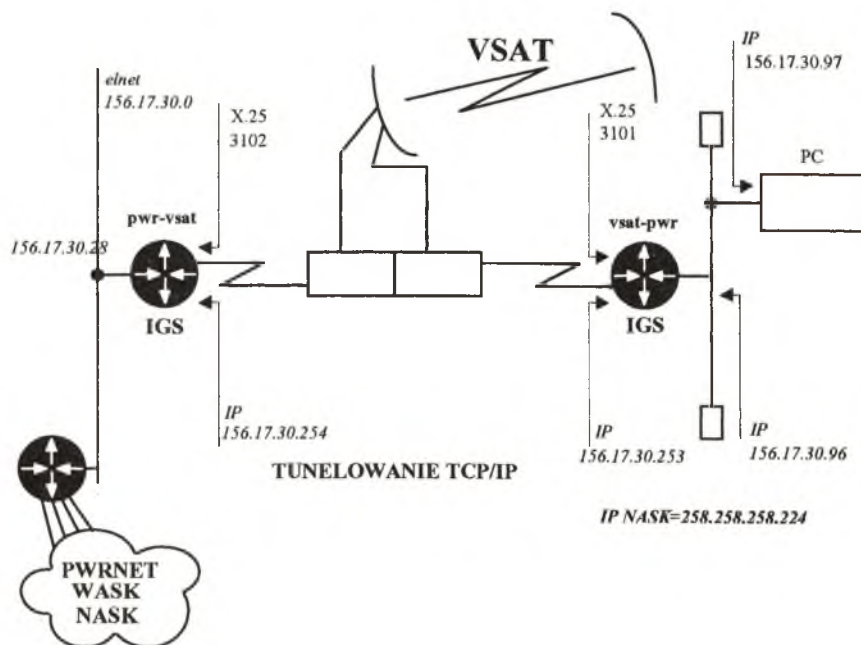 VSAT
IP
156.17.30.97
elnet
156.17.30.0
X.25
3102
X.25
3101
PC
pwr-vsat
vsat-pwr
156.17.30.28
IGS
IGS
IP
156.17.30.254
IP
156.17.30.253
IP
156.17.30.96
TUNELOWANIE TCP/IP
IP NASK=258.258.258.224
PWRNET
WASK
NASK